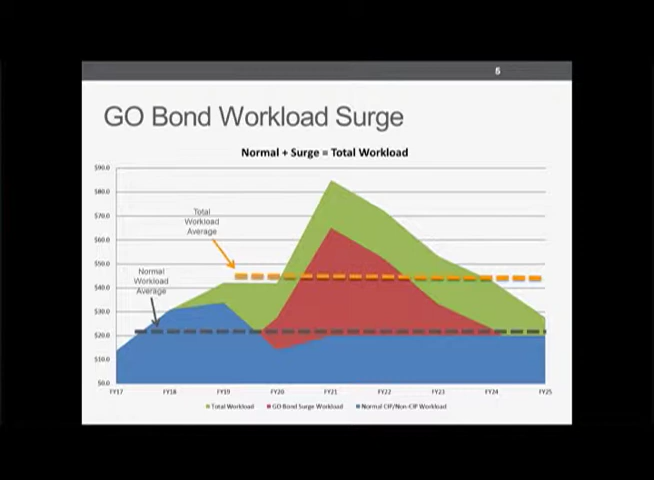 5
GO Bond Workload Surge
Normal + Surge = Total Workload
$90.0
$80.0
$70.0
$60.0
$50.0
$40.0
$30.0
$20.0
$10.0
$0.0
Total
Workload
Average
Normal
Workload
Average
FY17 FY18 FY19 FY20 FY21 FY22 FY23 FY24 FY25
Total Workload GO Bond Surge Workload Normal CIP/Non-CIP Workload